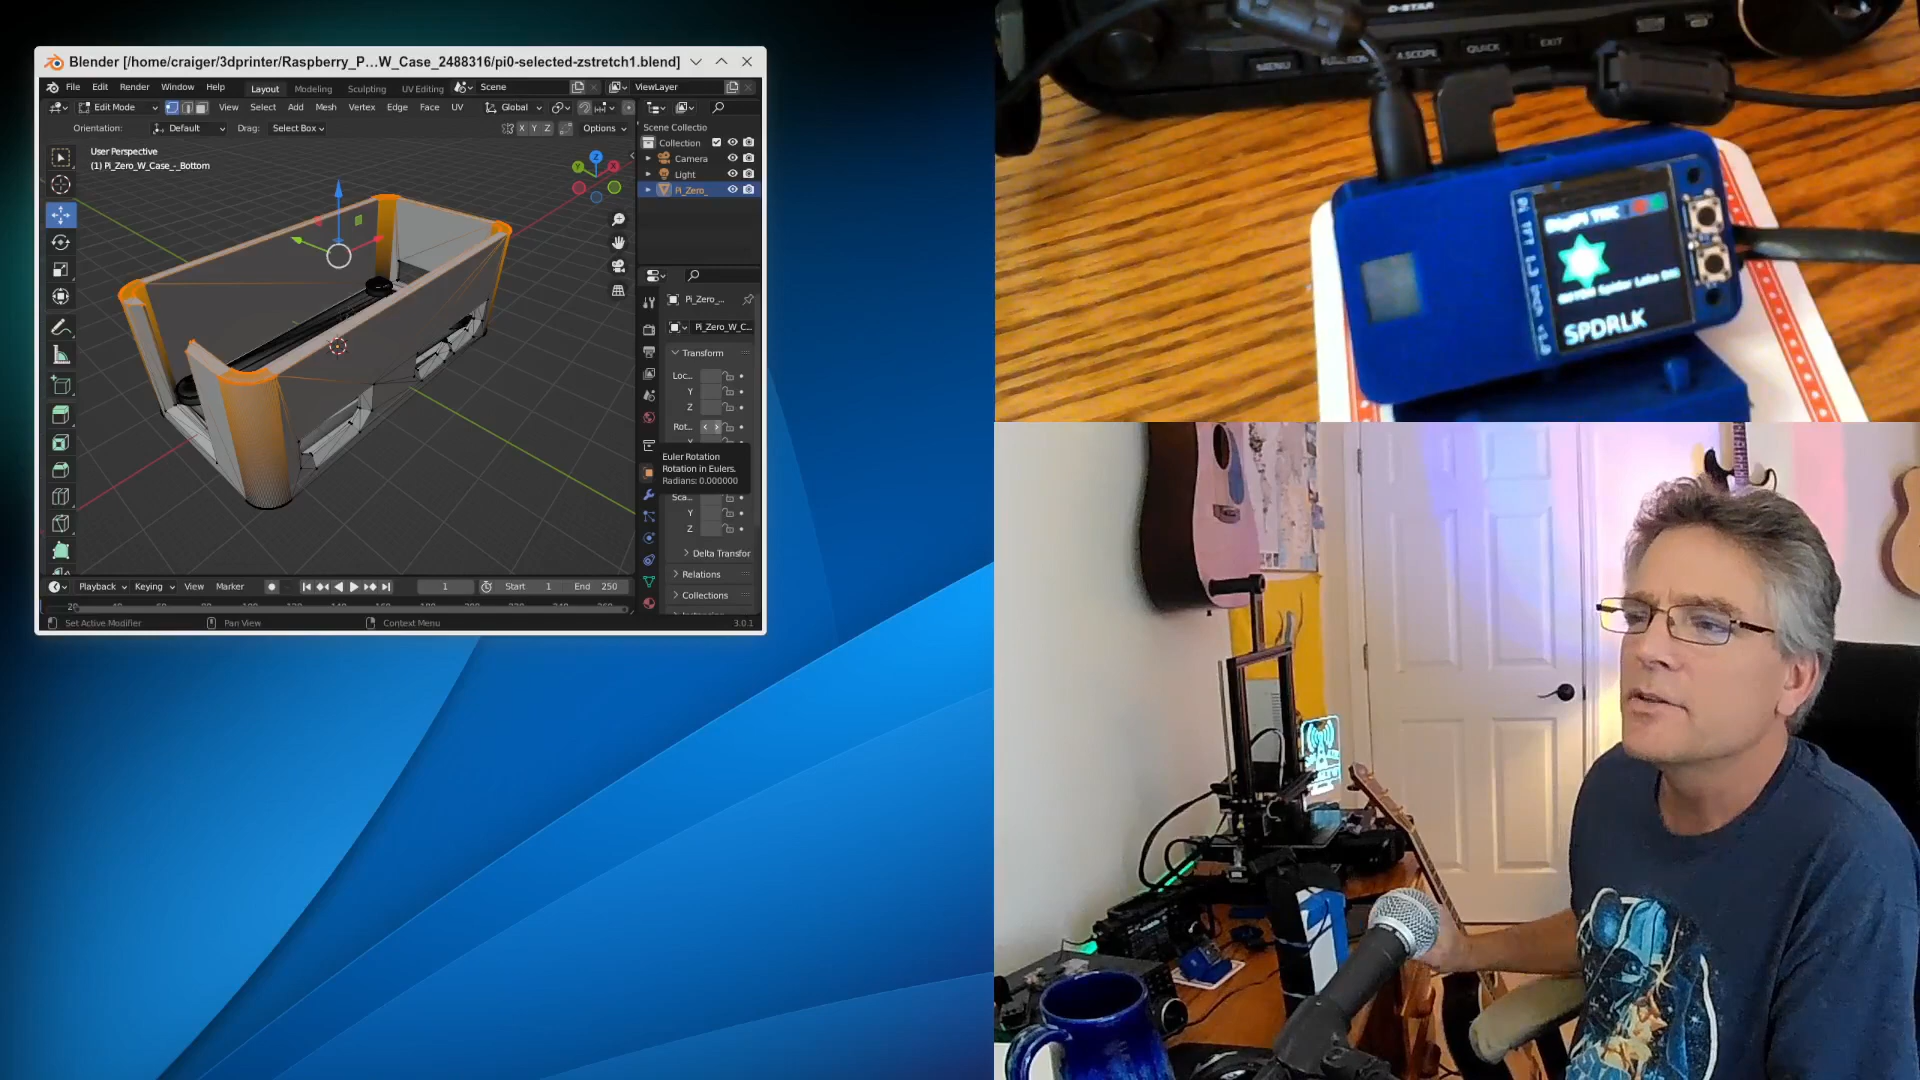 Blender [/home/craiger/3dprinter/Raspberry_P...W_Case_2488316/pi0-selected-zstretch1.blend]
File Edit Render Window Help Layout Modeling Sculpting UV Editing Scene ViewLayer
Edit Mode View Select Add Mesh Vertex Edge Face UV Global
Orientation: Default Drag: Select Box X Y Z Options
User Perspective
(1) Pi_Zero_W_Case_-_Bottom
Scene Collectio
Collection
Camera
Light
Pi_Zero_
Pi_Zero_...
Pi_Zero_W_C...
Transform
Loc...
Y
Z
Rot...
Euler Rotation
Rotation in Eulers.
Radians: 0.000000
Sca...
Y
Z
Delta Transfor
Relations
Collections
Playback Keying View Marker 1 Start 1 End 250
Set Active Modifier Pan View Context Menu 3.0.1
D-STAR
MENU QUICK EXIT
DigiPi TNC
SPDRLK